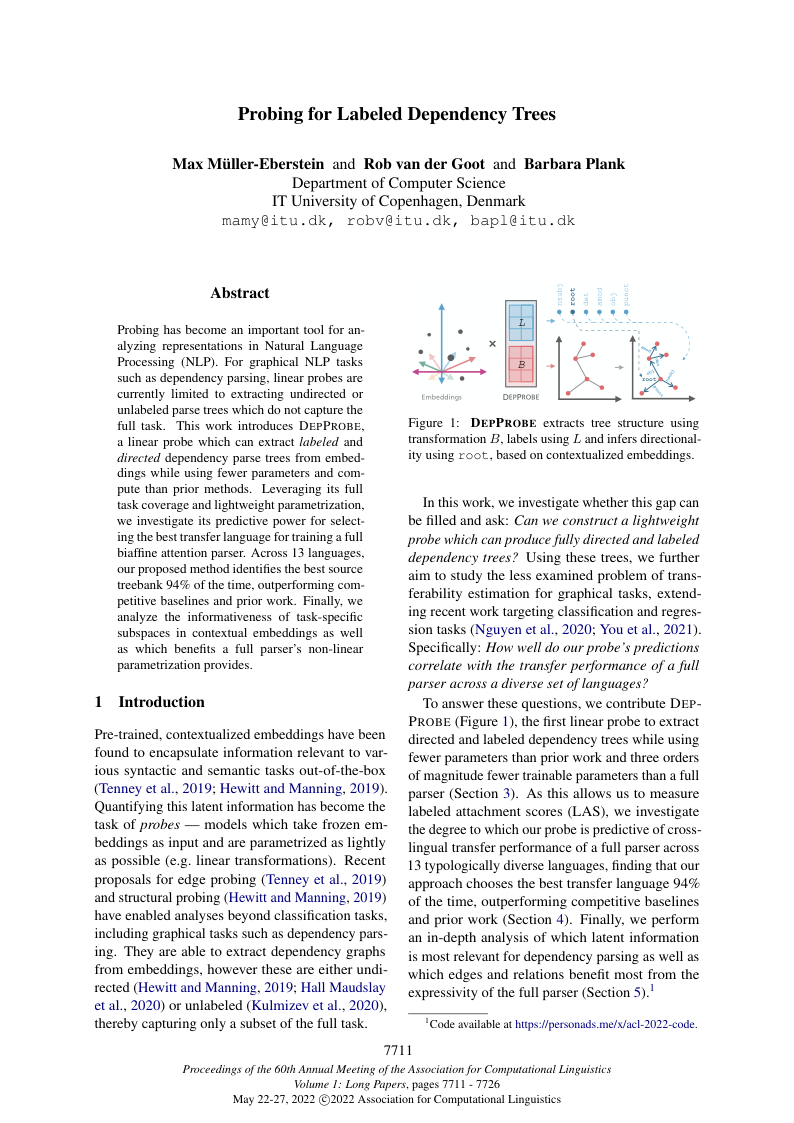 Probing for Labeled Dependency Trees
Max Müller-Eberstein and Rob van der Goot and Barbara Plank
Department of Computer Science
IT University of Copenhagen, Denmark
mamy@itu.dk, robv@itu.dk, bapl@itu.dk
Abstract
Probing has become an important tool for an-
alyzing representations in Natural Language
Processing (NLP). For graphical NLP tasks
such as dependency parsing, linear probes are
currently limited to extracting undirected or
unlabeled parse trees which do not capture the
full task. This work introduces DEPPROBE,
a linear probe which can extract labeled and
directed dependency parse trees from embed-
dings while using fewer parameters and com-
pute than prior methods. Leveraging its full
task coverage and lightweight parametrization,
we investigate its predictive power for select-
ing the best transfer language for training a full
biaffine attention parser. Across 13 languages,
our proposed method identifies the best source
treebank 94% of the time, outperforming com-
petitive baselines and prior work. Finally, we
analyze the informativeness of task-specific
subspaces in contextual embeddings as well
as which benefits a full parser's non-linear
parametrization provides.
1 Introduction
Pre-trained, contextualized embeddings have been
found to encapsulate information relevant to var-
ious syntactic and semantic tasks out-of-the-box
(Tenney et al., 2019; Hewitt and Manning, 2019).
Quantifying this latent information has become the
task of probes — models which take frozen em-
beddings as input and are parametrized as lightly
as possible (e.g. linear transformations). Recent
proposals for edge probing (Tenney et al., 2019)
and structural probing (Hewitt and Manning, 2019)
have enabled analyses beyond classification tasks,
including graphical tasks such as dependency pars-
ing. They are able to extract dependency graphs
from embeddings, however these are either undi-
rected (Hewitt and Manning, 2019; Hall Maudslay
et al., 2020) or unlabeled (Kulmizev et al., 2020),
thereby capturing only a subset of the full task.
nsubj
root
det
amod
obj
punct
L
×
B
root
Embeddings
DEPPROBE
Figure 1: DEPPROBE extracts tree structure using
transformation B, labels using L and infers directional-
ity using root, based on contextualized embeddings.
In this work, we investigate whether this gap can
be filled and ask: Can we construct a lightweight
probe which can produce fully directed and labeled
dependency trees? Using these trees, we further
aim to study the less examined problem of trans-
ferability estimation for graphical tasks, extend-
ing recent work targeting classification and regres-
sion tasks (Nguyen et al., 2020; You et al., 2021).
Specifically: How well do our probe's predictions
correlate with the transfer performance of a full
parser across a diverse set of languages?
To answer these questions, we contribute DEP-
PROBE (Figure 1), the first linear probe to extract
directed and labeled dependency trees while using
fewer parameters than prior work and three orders
of magnitude fewer trainable parameters than a full
parser (Section 3). As this allows us to measure
labeled attachment scores (LAS), we investigate
the degree to which our probe is predictive of cross-
lingual transfer performance of a full parser across
13 typologically diverse languages, finding that our
approach chooses the best transfer language 94%
of the time, outperforming competitive baselines
and prior work (Section 4). Finally, we perform
an in-depth analysis of which latent information
is most relevant for dependency parsing as well as
which edges and relations benefit most from the
expressivity of the full parser (Section 5).1
1Code available at https://personads.me/x/acl-2022-code.
7711
Proceedings of the 60th Annual Meeting of the Association for Computational Linguistics
Volume 1: Long Papers, pages 7711 - 7726
May 22-27, 2022 ©2022 Association for Computational Linguistics